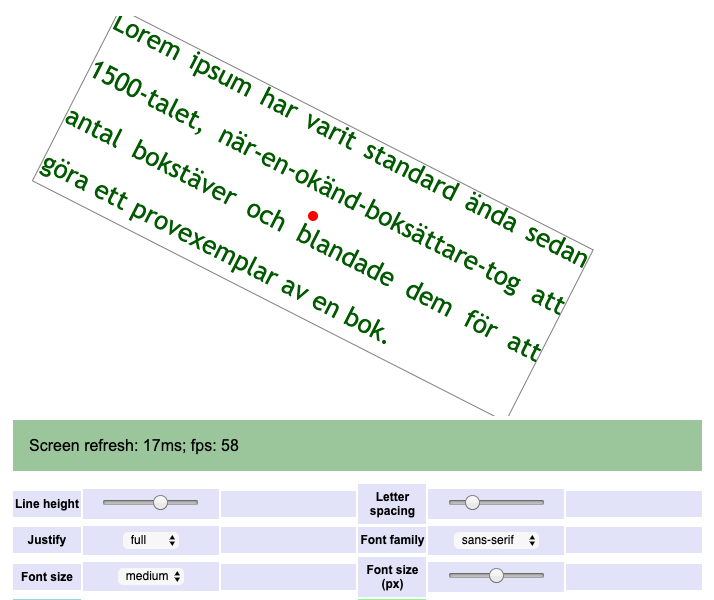 Lorem ipsum har varit standard ända sedan
1500-talet, när-en-okänd-boksättare-tog att
antal bokstäver och blandade dem för att
göra ett provexemplar av en bok.
Screen refresh: 17ms; fps: 58
Line height
Letter spacing
Justify full
Font family sans-serif
Font size medium
Font size (px)